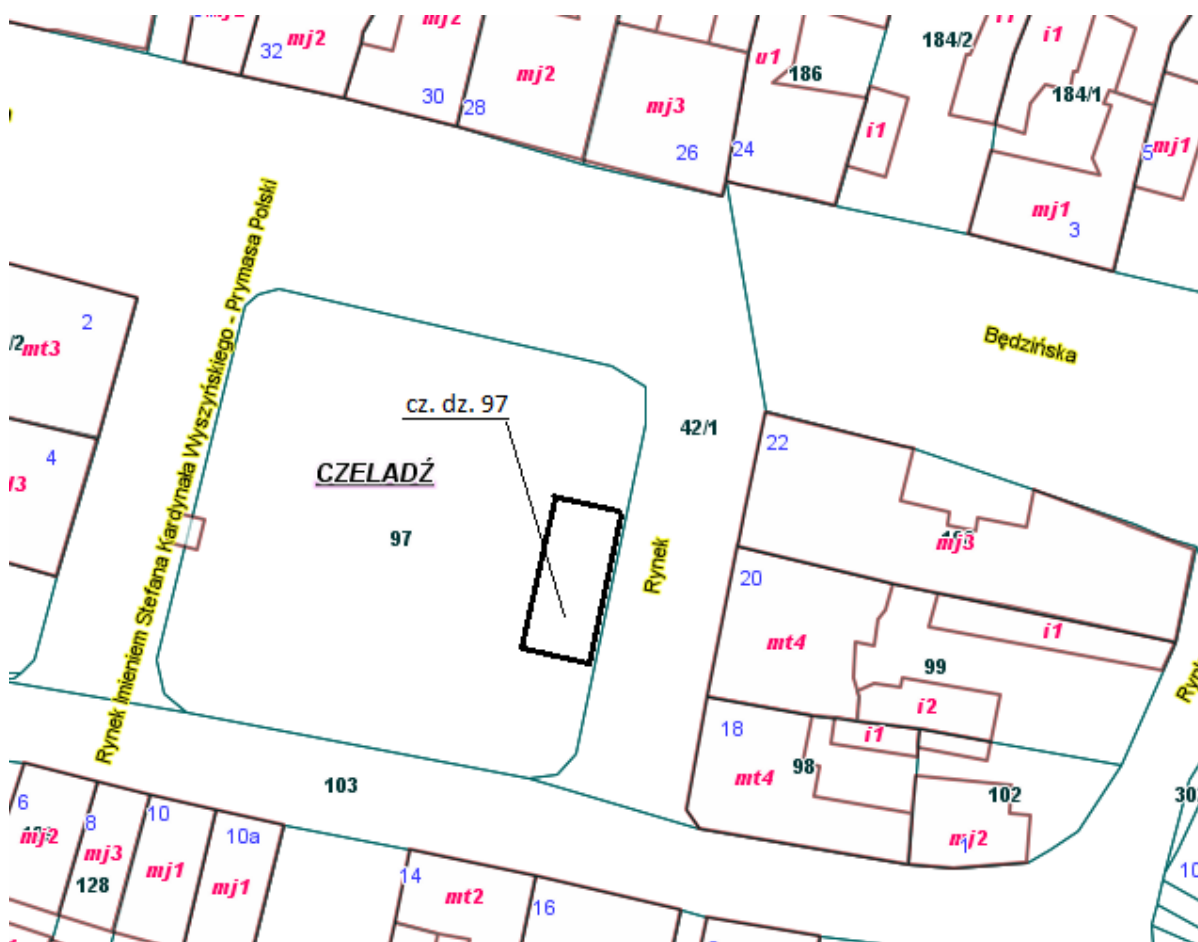 mj2
32
mj2
30
28
mj2
mj3
26
u1
186
24
i1
184/2
i1
184/1
5
mj1
mj1
3
Rynek Imieniem Stefana Kardynała Wyszyńskiego - Prymasa Polski
2
/2
mt3
4
Będzińska
cz. dz. 97
42/1
CZELADŹ
97
Rynek
22
mj3
20
mt4
i1
99
i2
18
i1
mt4
98
102
mj2
1
103
6
mj2
8
mj3
128
10
mj1
10a
mj1
14
mt2
16